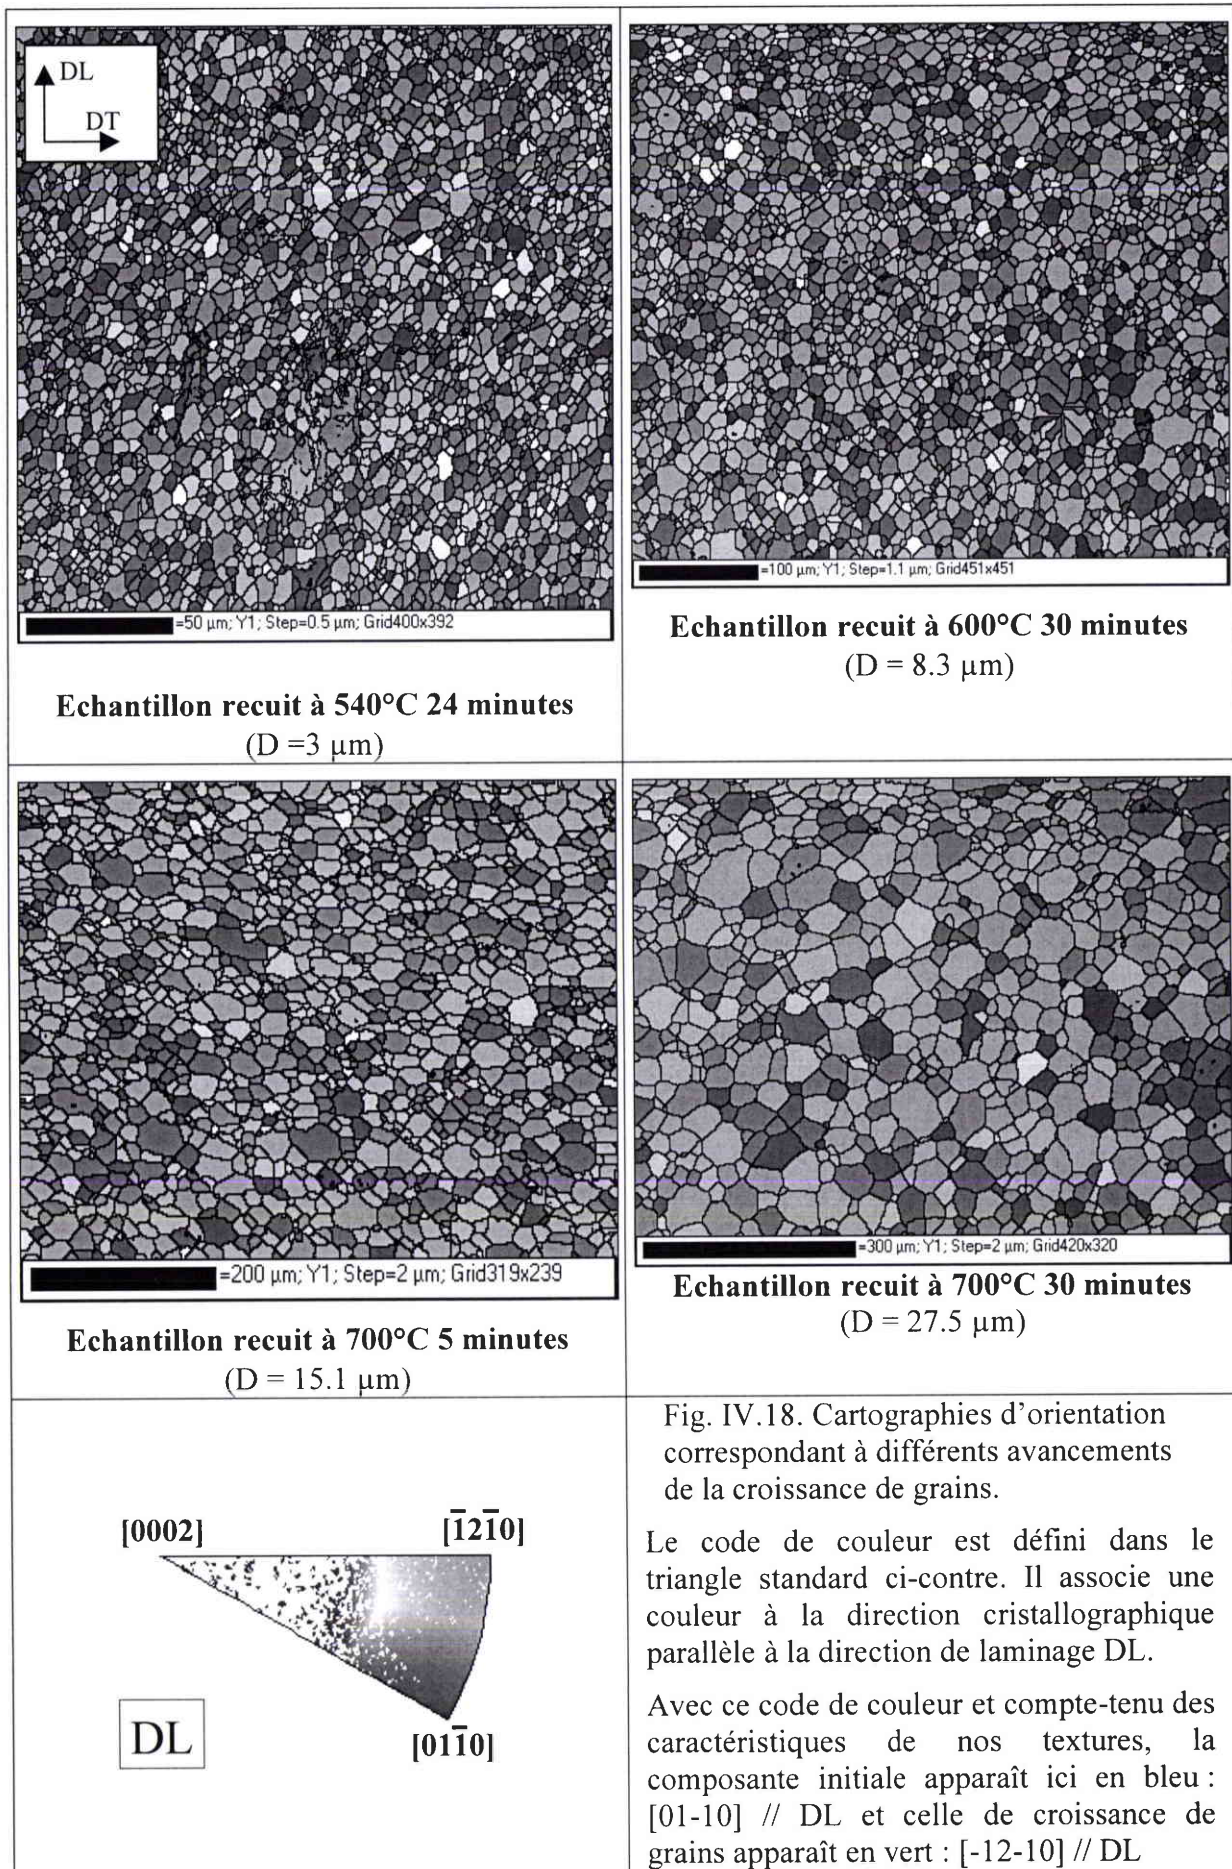 DL
DT
=50 µm; Y1; Step=0.5 µm; Grid400x392
Echantillon recuit à 540°C 24 minutes
(D =3 µm)
=100 µm; Y1; Step=1.1 µm; Grid451x451
Echantillon recuit à 600°C 30 minutes
(D = 8.3 µm)
=200 µm; Y1; Step=2 µm; Grid319x239
Echantillon recuit à 700°C 5 minutes
(D = 15.1 µm)
=300 µm; Y1; Step=2 µm; Grid420x320
Echantillon recuit à 700°C 30 minutes
(D = 27.5 µm)
[0002]
[1̅21̅0]
[011̅0]
DL
Fig. IV.18. Cartographies d’orientation
correspondant à différents avancements
de la croissance de grains.
Le code de couleur est défini dans le
triangle standard ci-contre. Il associe une
couleur à la direction cristallographique
parallèle à la direction de laminage DL.
Avec ce code de couleur et compte-tenu des
caractéristiques de nos textures, la
composante initiale apparaît ici en bleu :
[01-10] // DL et celle de croissance de
grains apparaît en vert : [-12-10] // DL